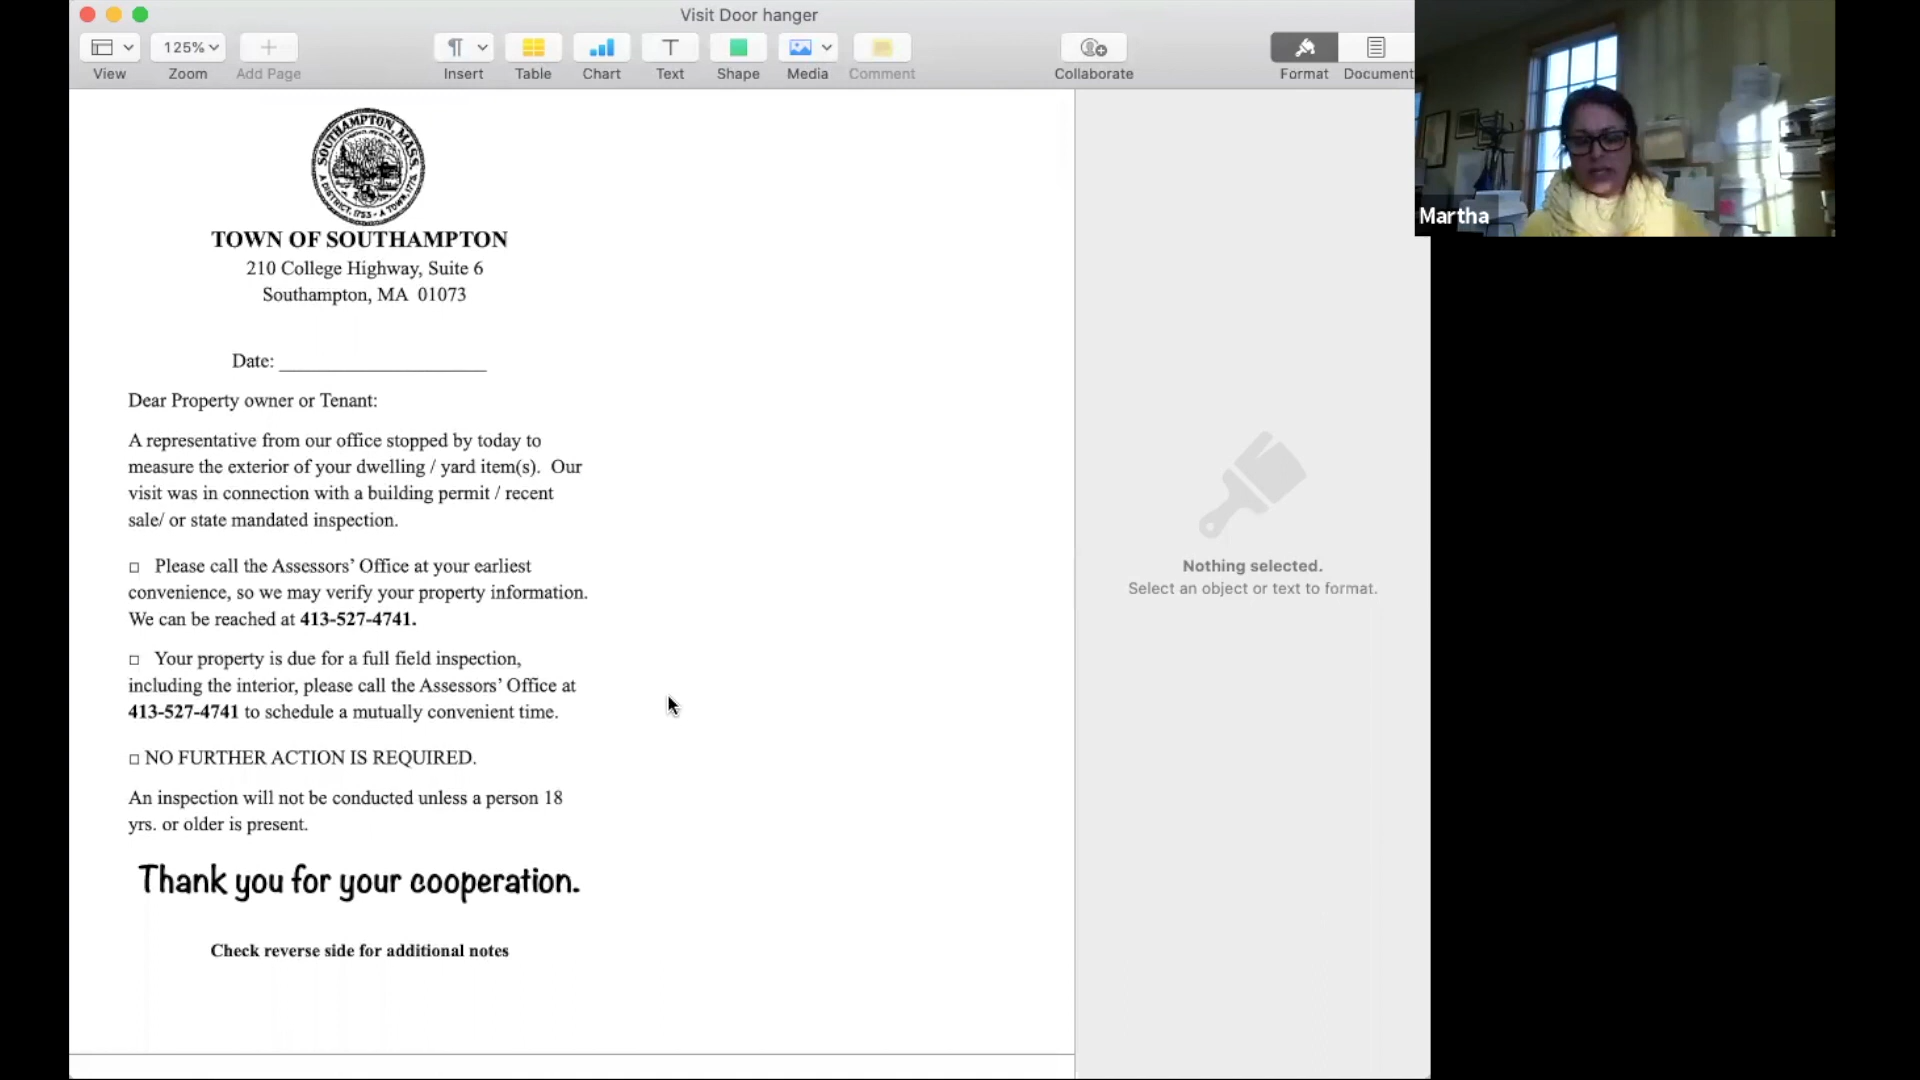 Visit Door hanger
125%
View
Zoom
Add Page
Insert
Table
Chart
Text
Shape
Media
Comment
Collaborate
Format
Document
SOUTHAMPTON, MASS.
A DISTRICT, 1753 - A TOWN, 1775.
TOWN OF SOUTHAMPTON
210 College Highway, Suite 6
Southampton, MA 01073
Date: ____________________
Dear Property owner or Tenant:
A representative from our office stopped by today to
measure the exterior of your dwelling / yard item(s). Our
visit was in connection with a building permit / recent
sale/ or state mandated inspection.
□ Please call the Assessors’ Office at your earliest
convenience, so we may verify your property information.
We can be reached at 413-527-4741.
□ Your property is due for a full field inspection,
including the interior, please call the Assessors’ Office at
413-527-4741 to schedule a mutually convenient time.
□ NO FURTHER ACTION IS REQUIRED.
An inspection will not be conducted unless a person 18
yrs. or older is present.
Thank you for your cooperation.
Check reverse side for additional notes
Nothing selected.
Select an object or text to format.
Martha